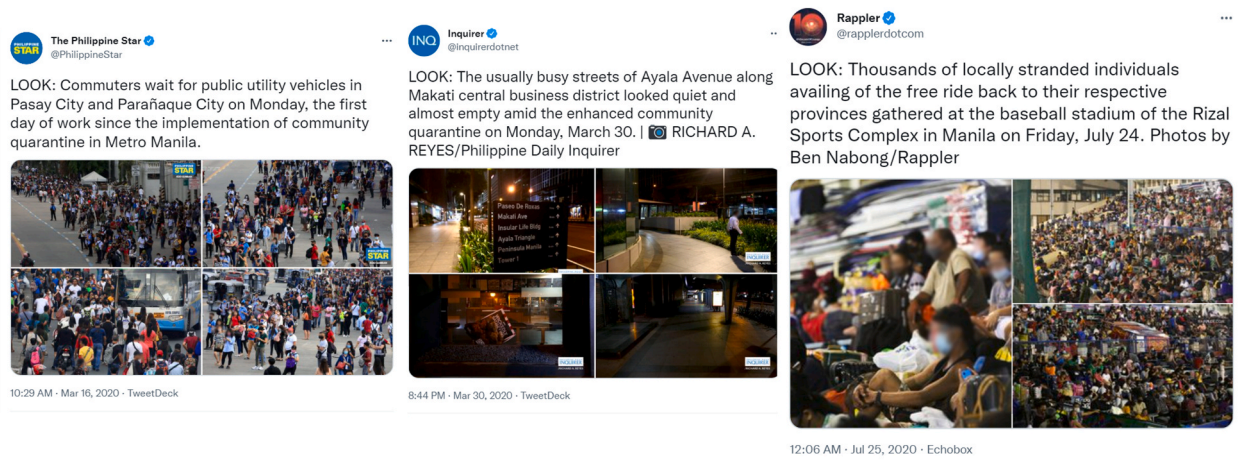 The Philippine Star
@PhilippineStar
LOOK: Commuters wait for public utility vehicles in
Pasay City and Parañaque City on Monday, the first
day of work since the implementation of community
quarantine in Metro Manila.
PHILIPPINE
STAR
10:29 AM · Mar 16, 2020 · TweetDeck
INQ
Inquirer
@inquirerdotnet
LOOK: The usually busy streets of Ayala Avenue along
Makati central business district looked quiet and
almost empty amid the enhanced community
quarantine on Monday, March 30. | 📷 RICHARD A.
REYES/Philippine Daily Inquirer
Paseo De Roxas
Makati Ave
Insular Life Bldg
Ayala Triangle
Peninsula Manila
Tower 1
INQUIRER
8:44 PM · Mar 30, 2020 · TweetDeck
10
Rappler
@rapplerdotcom
LOOK: Thousands of locally stranded individuals
availing of the free ride back to their respective
provinces gathered at the baseball stadium of the Rizal
Sports Complex in Manila on Friday, July 24. Photos by
Ben Nabong/Rappler
12:06 AM · Jul 25, 2020 · Echobox